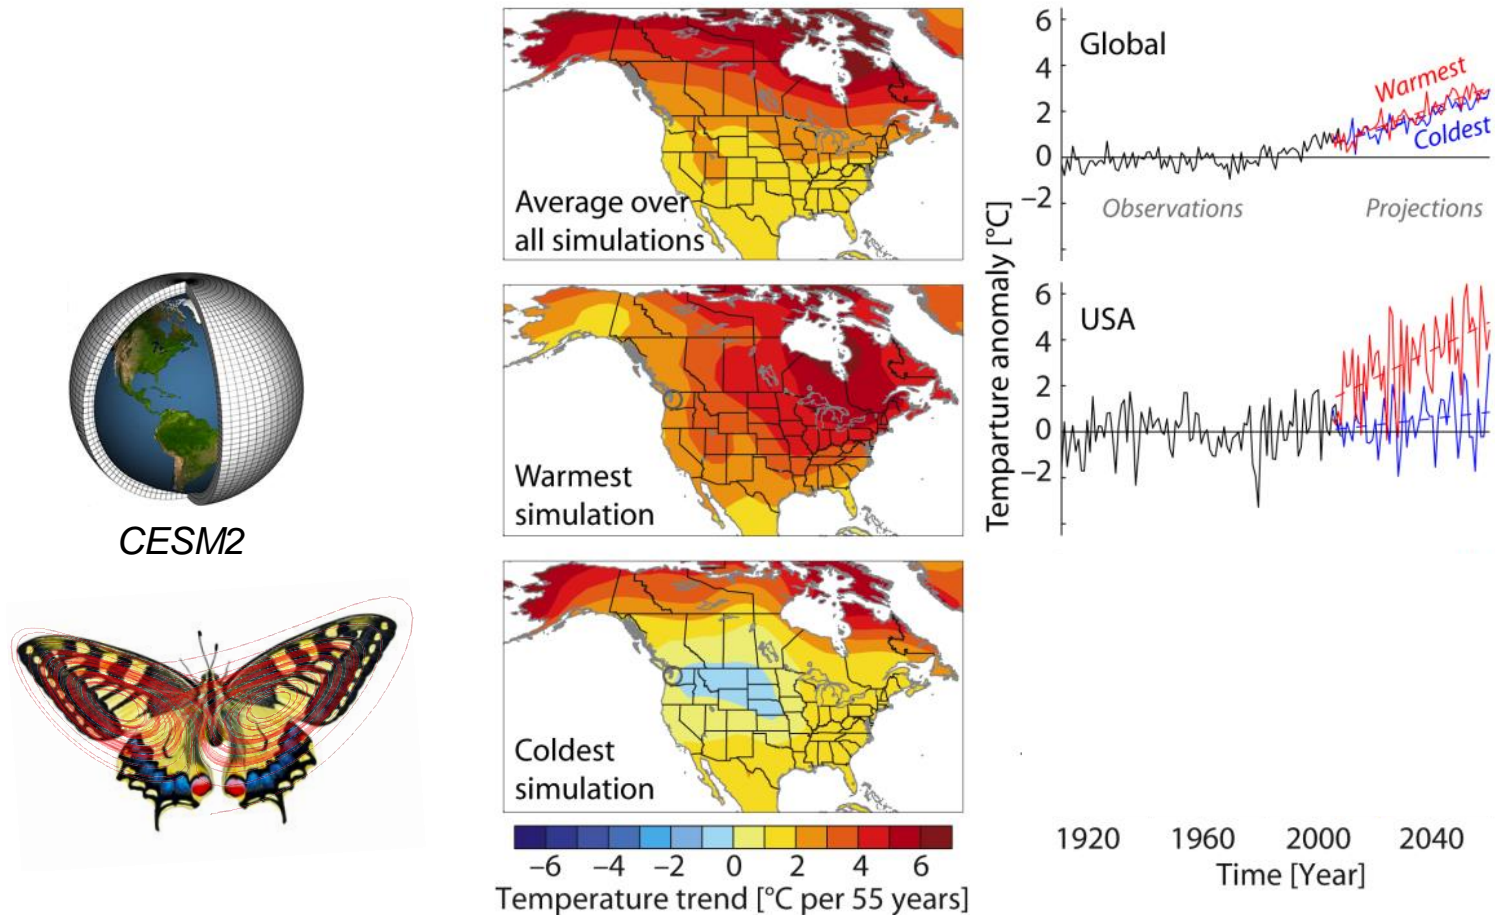 CESM2
Average over
all simulations
Warmest
simulation
Coldest
simulation
−6 −4 −2 0 2 4 6
Temperature trend [°C per 55 years]
Global
6
4
2
0
−2
Warmest
Coldest
Observations
Projections
Temparture anomaly [°C]
USA
6
4
2
0
−2
1920 1960 2000 2040
Time [Year]